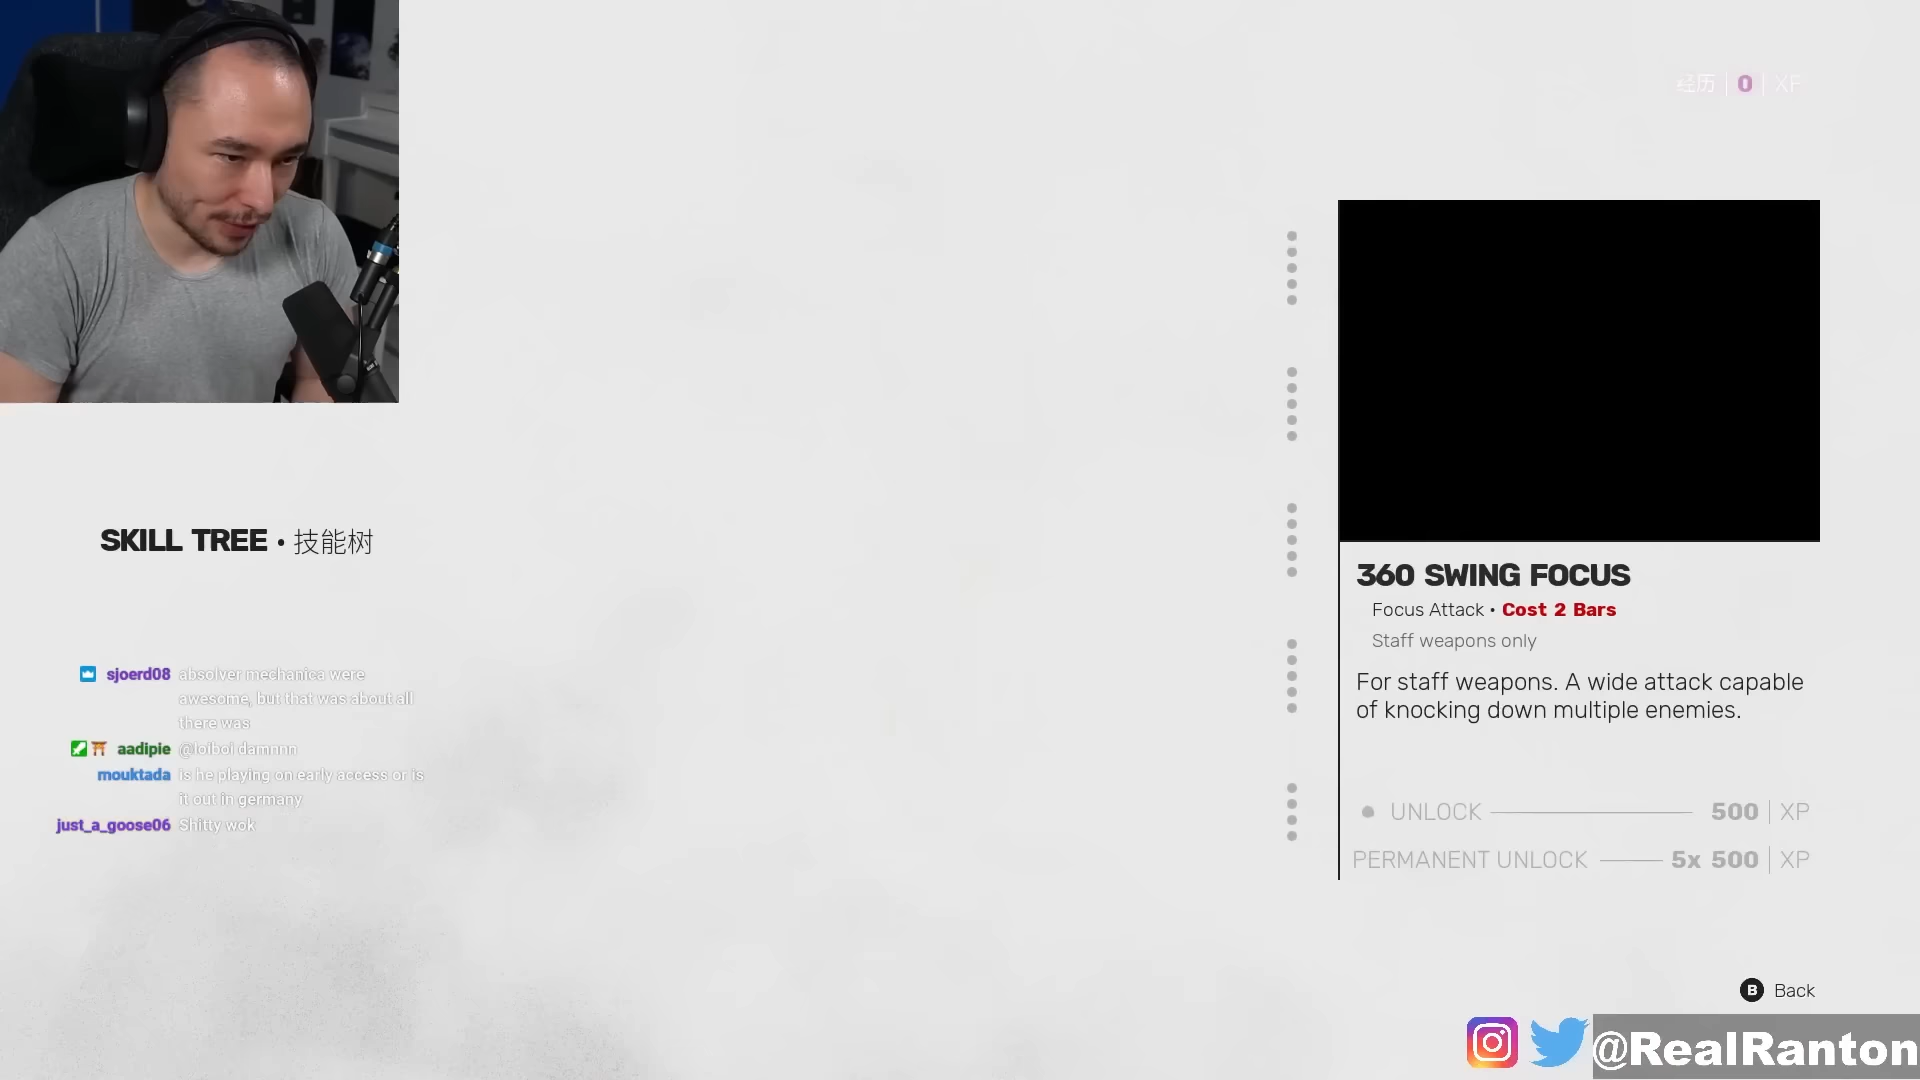 经历 | 0 | XP
SKILL TREE • 技能树
360 SWING FOCUS
Focus Attack • Cost 2 Bars
Staff weapons only
For staff weapons. A wide attack capable
of knocking down multiple enemies.
UNLOCK 500 | XP
PERMANENT UNLOCK 5x 500 | XP
sjoerd08 absolver mechanica were
awesome, but that was about all
there was
aadipie @loiboi damnnn
mouktada is he playing on early access or is
it out in germany
just_a_goose06 Shitty wok
B Back
@RealRanton